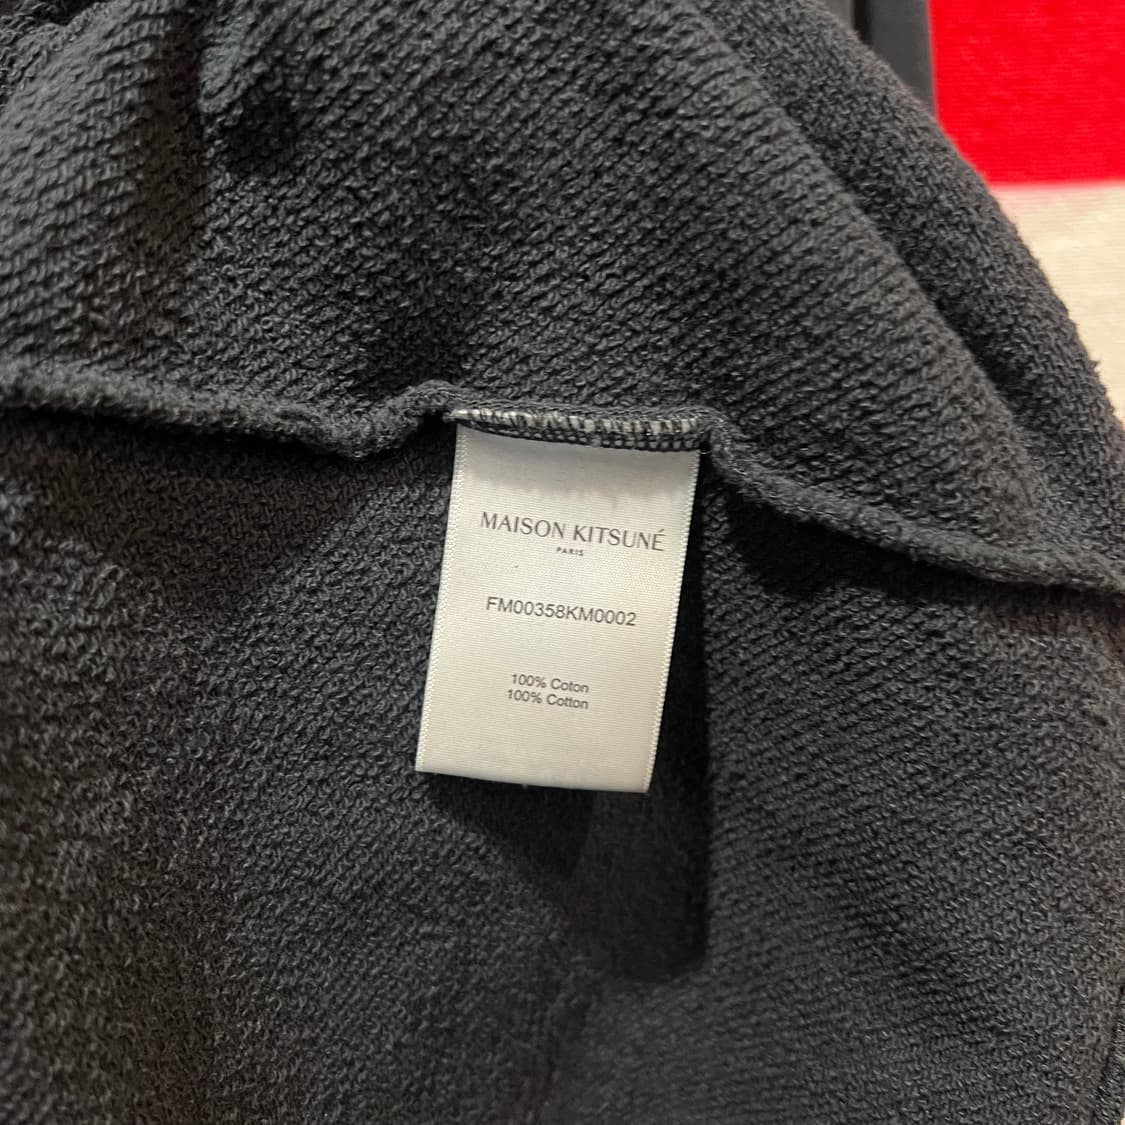 MAISON KITSUNÉ
PARIS
FM00358KM0002
100% Coton
100% Cotton